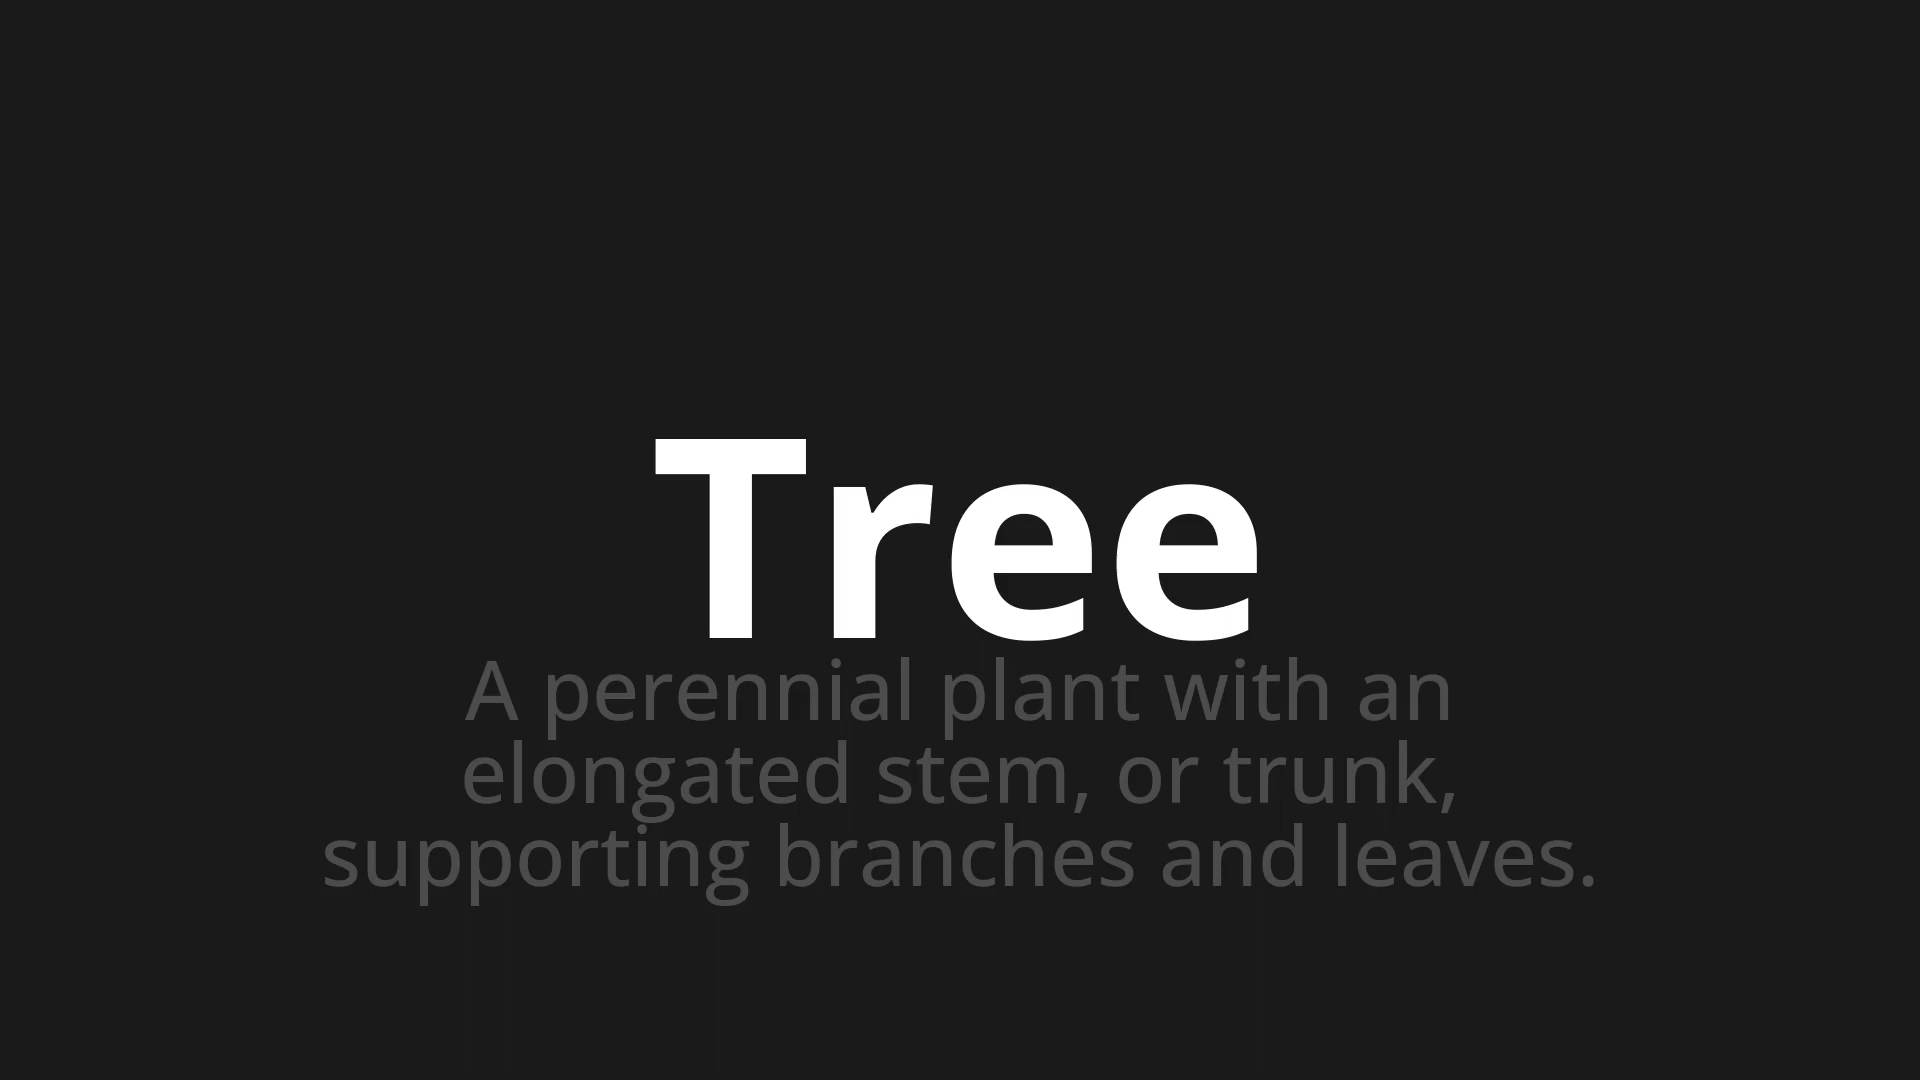 Tree
A perennial plant with an
elongated stem, or trunk,
supporting branches and leaves.